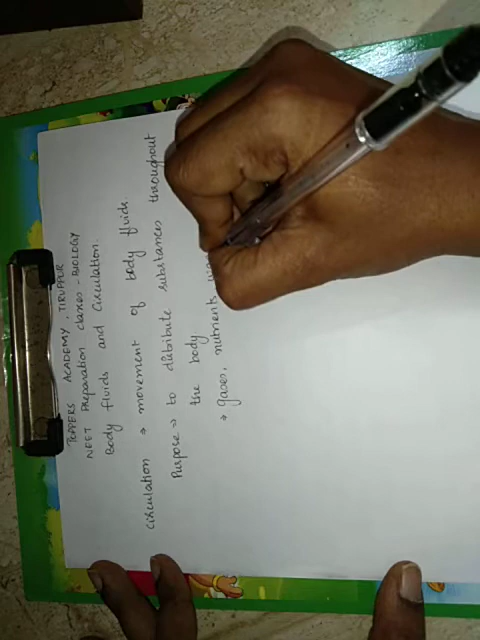 TOPPERS ACADEMY TIRUPPUR
NEET Preparation classes - BIOLOGY
Body fluids and Circulation.
Circulation → movement of body fluids
Purpose → to distribute substances throughout
the body
→ gases, nutrients